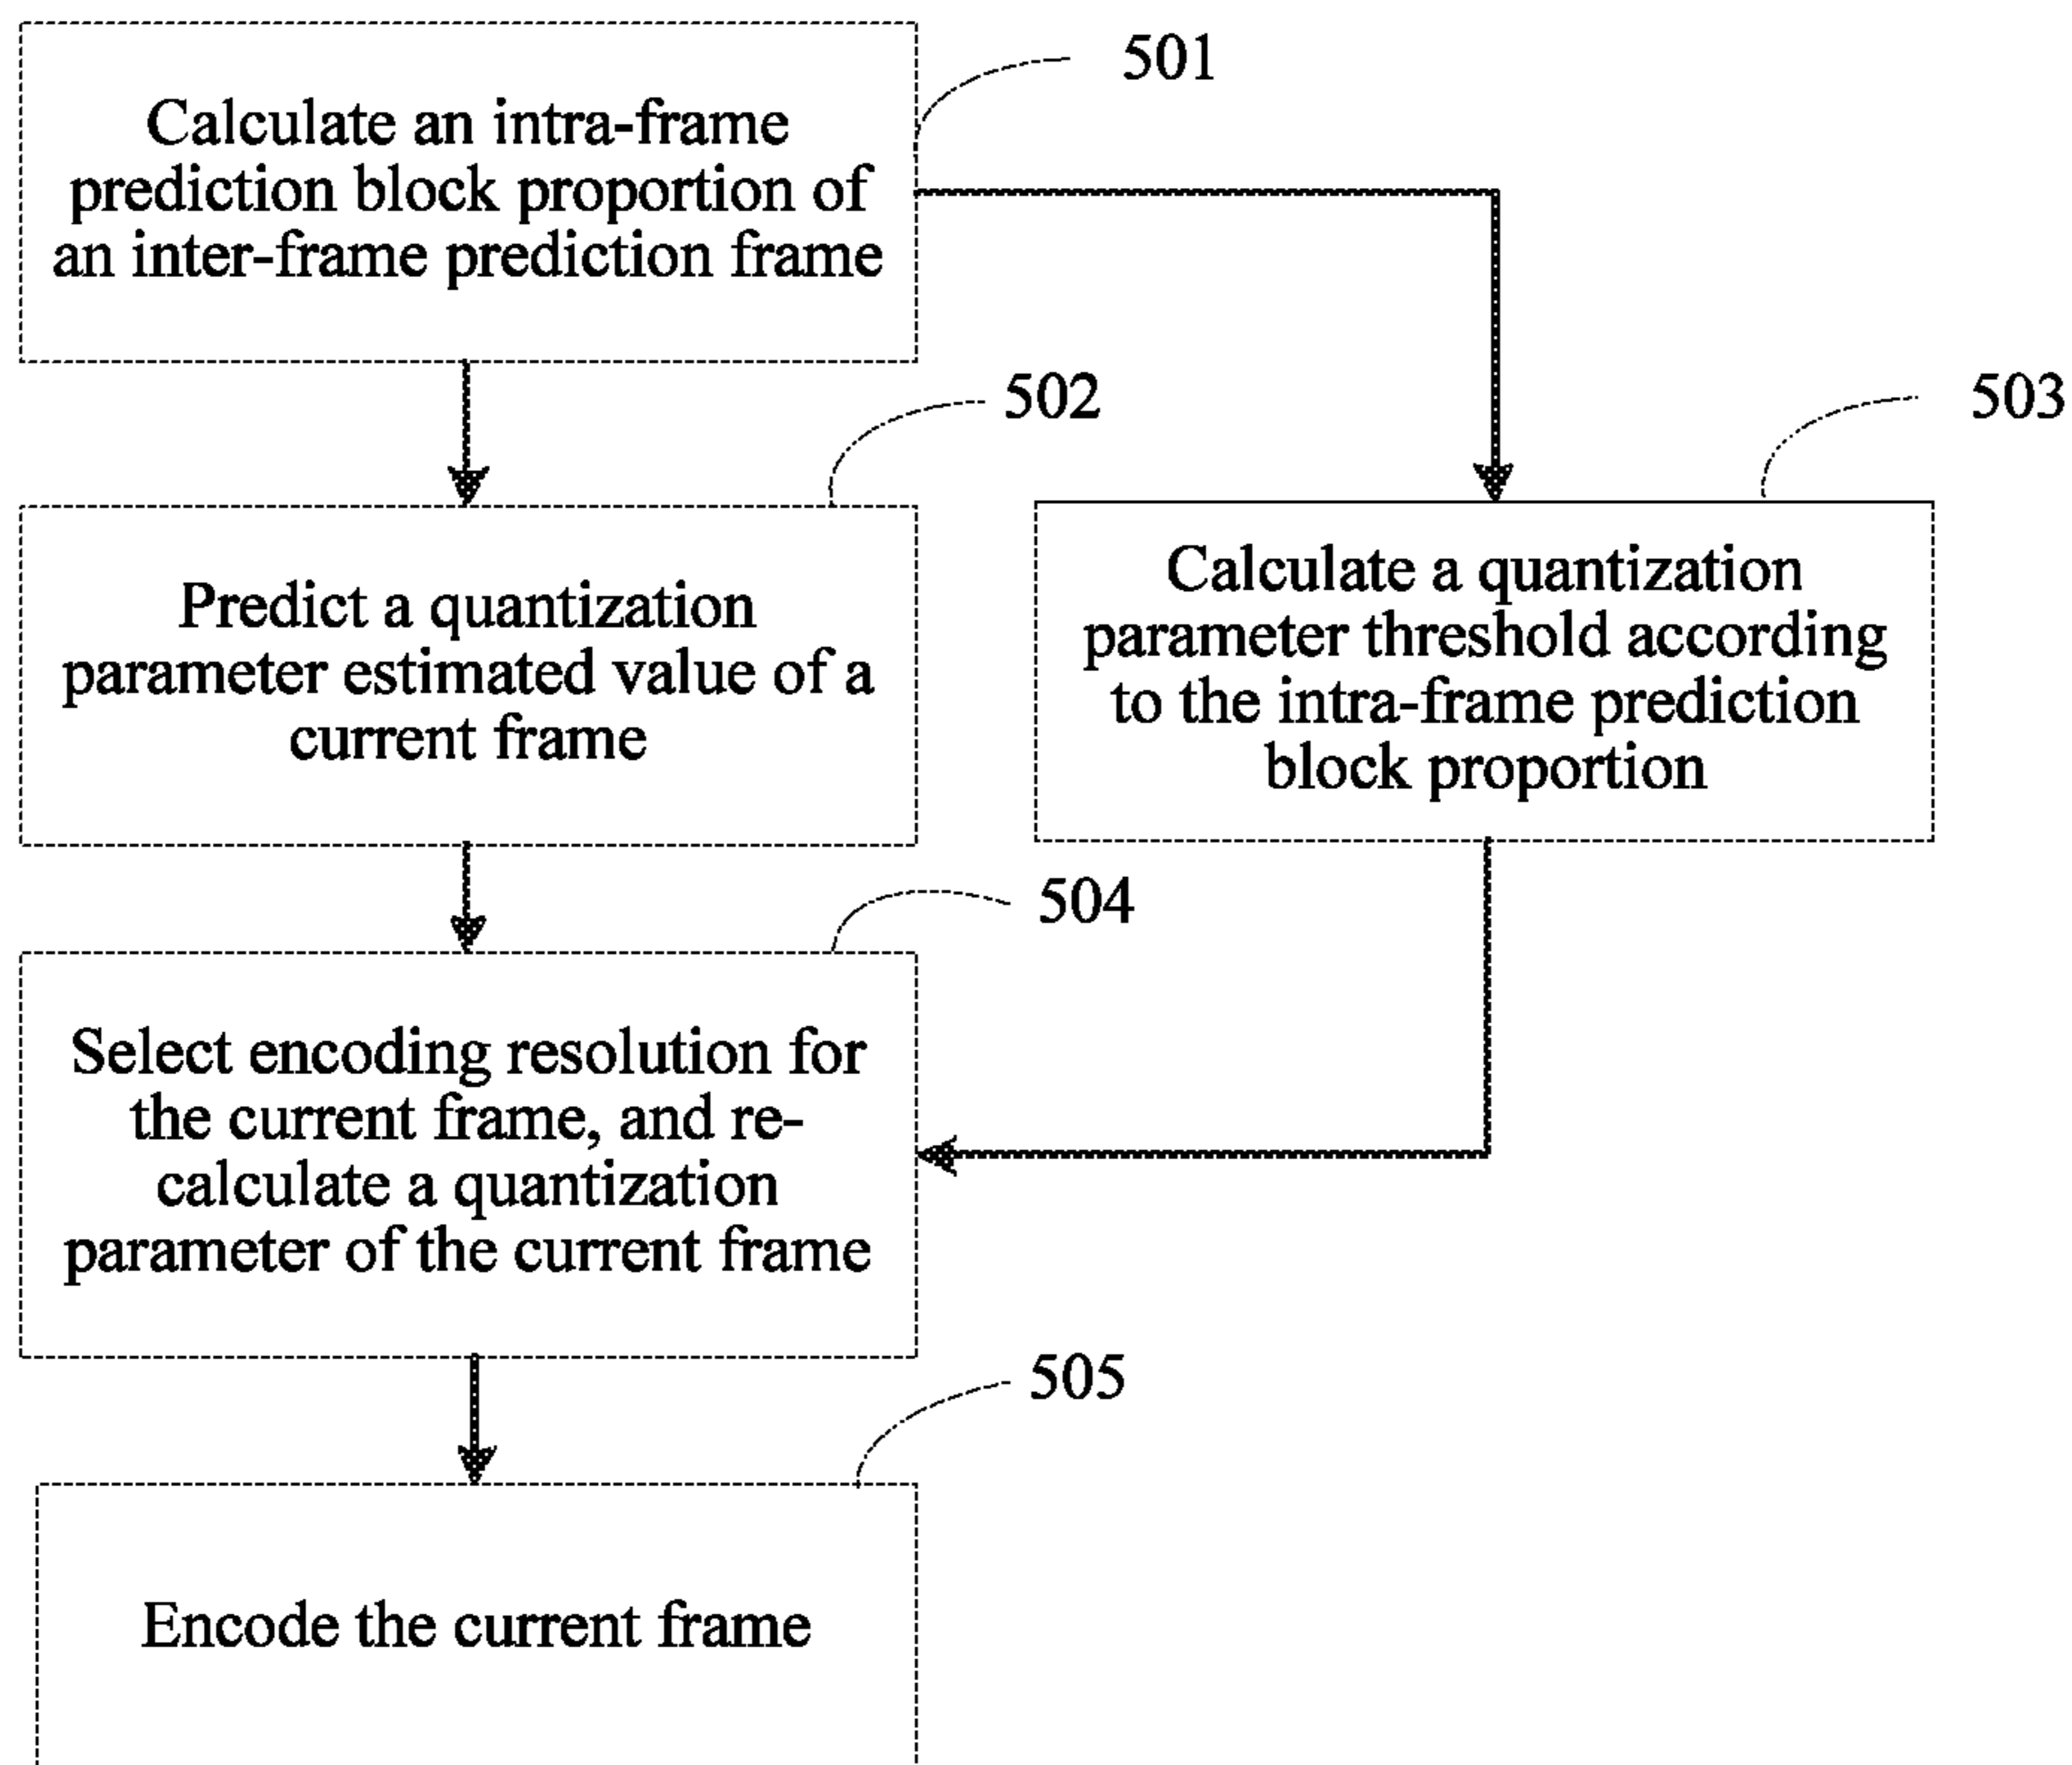 501
Calculate an intra-frame
prediction block proportion of
an inter-frame prediction frame
502
Predict a quantization
parameter estimated value of a
current frame
503
Calculate a quantization
parameter threshold according
to the intra-frame prediction
block proportion
504
Select encoding resolution for
the current frame, and re-
calculate a quantization
parameter of the current frame
505
Encode the current frame